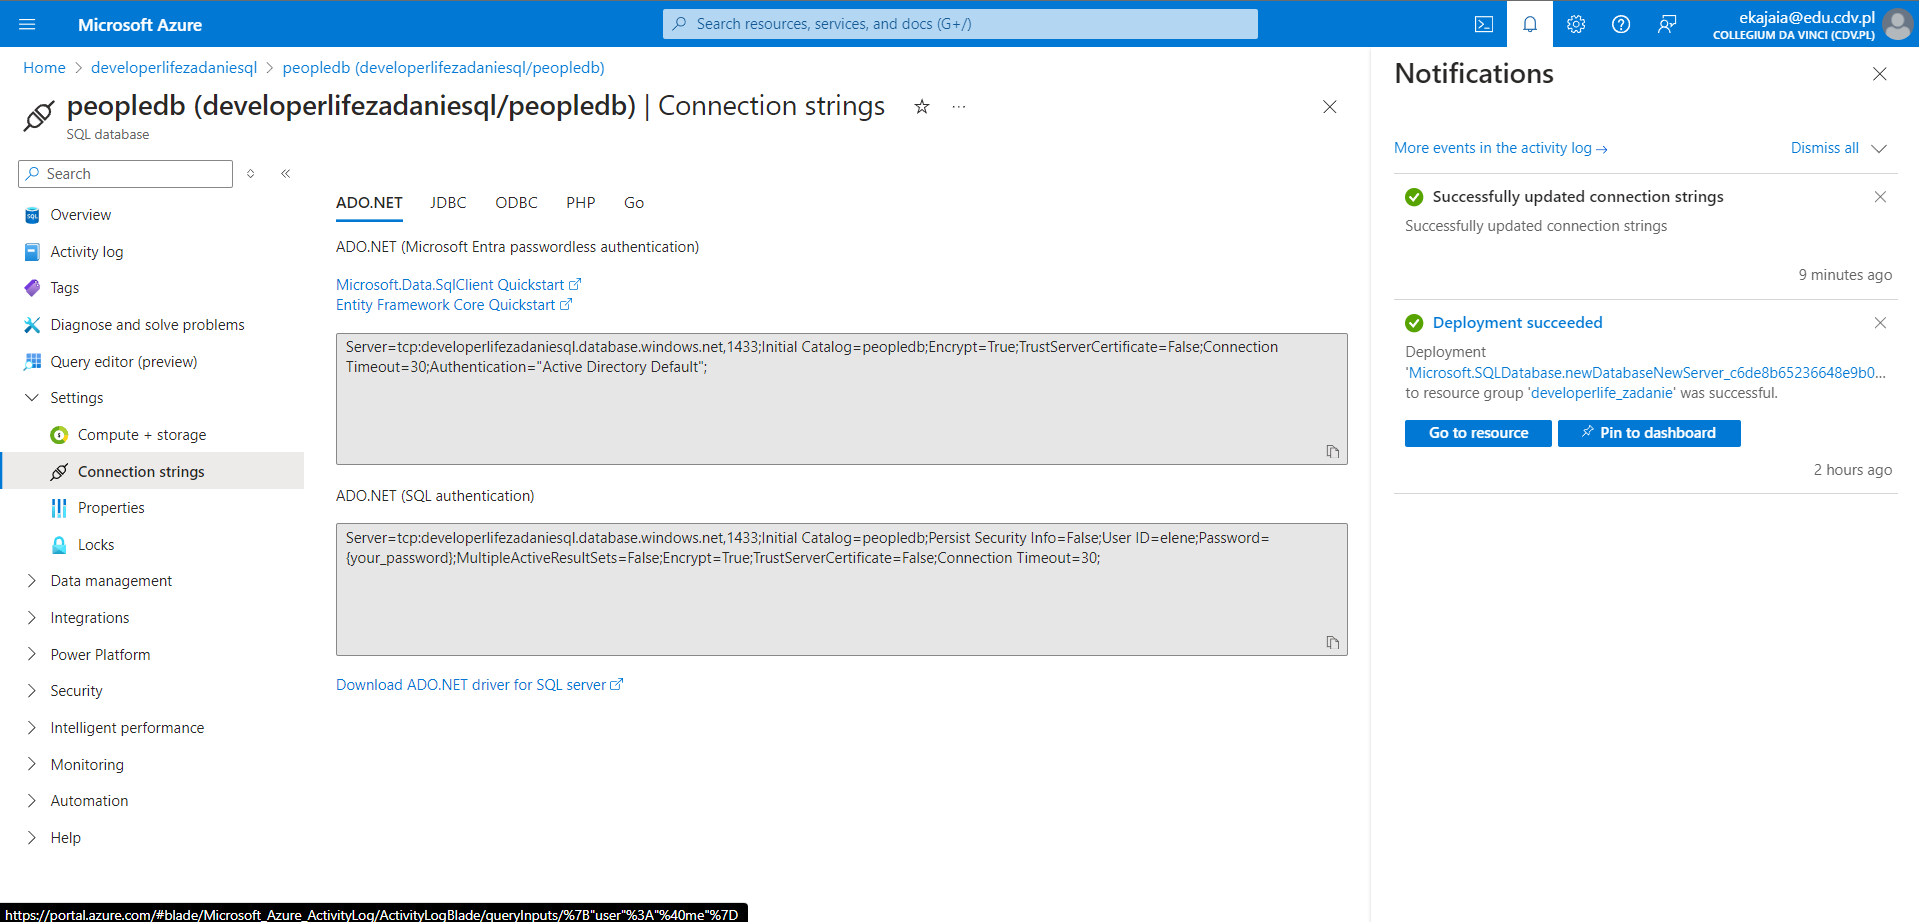 Microsoft Azure
Search resources, services, and docs (G+/)
ekajaia@edu.cdv.pl
COLLEGIUM DA VINCI (CDV.PL)
Home > developerlifezadaniesql > peopledb (developerlifezadaniesql/peopledb)
peopledb (developerlifezadaniesql/peopledb) | Connection strings
SQL database
Search
Overview
Activity log
Tags
Diagnose and solve problems
Query editor (preview)
Settings
Compute + storage
Connection strings
Properties
Locks
Data management
Integrations
Power Platform
Security
Intelligent performance
Monitoring
Automation
Help
ADO.NET JDBC ODBC PHP Go
ADO.NET (Microsoft Entra passwordless authentication)
Microsoft.Data.SqlClient Quickstart
Entity Framework Core Quickstart
Server=tcp:developerlifezadaniesql.database.windows.net,1433;Initial Catalog=peopledb;Encrypt=True;TrustServerCertificate=False;Connection
Timeout=30;Authentication="Active Directory Default";
ADO.NET (SQL authentication)
Server=tcp:developerlifezadaniesql.database.windows.net,1433;Initial Catalog=peopledb;Persist Security Info=False;User ID=elene;Password=
{your_password};MultipleActiveResultSets=False;Encrypt=True;TrustServerCertificate=False;Connection Timeout=30;
Download ADO.NET driver for SQL server
Notifications
More events in the activity log →
Dismiss all
Successfully updated connection strings
Successfully updated connection strings
9 minutes ago
Deployment succeeded
Deployment
'Microsoft.SQLDatabase.newDatabaseNewServer_c6de8b65236648e9b0...
to resource group 'developerlife_zadanie' was successful.
Go to resource
Pin to dashboard
2 hours ago
https://portal.azure.com/#blade/Microsoft_Azure_ActivityLog/ActivityLogBlade/queryInputs/%7B"user"%3A"%40me"%7D